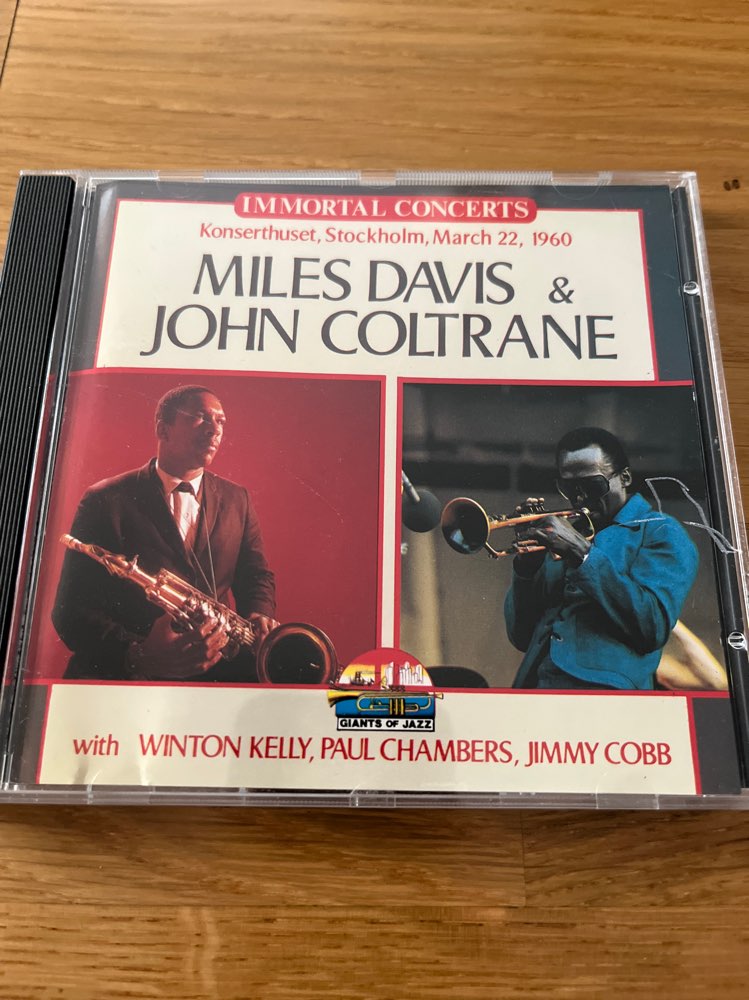 IMMORTAL CONCERTS
Konserthuset, Stockholm, March 22, 1960
MILES DAVIS &
JOHN COLTRANE
GIANTS OF JAZZ
with WINTON KELLY, PAUL CHAMBERS, JIMMY COBB